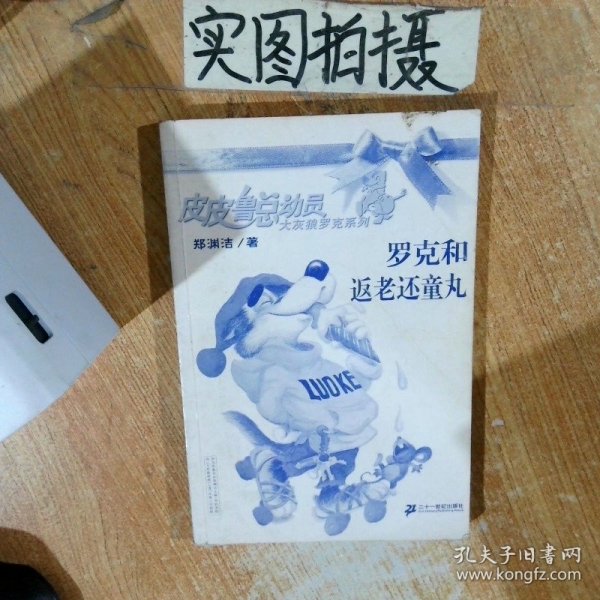 实图拍摄
皮皮鲁总动员
大灰狼罗克系列
郑渊洁/著
罗克和
返老还童丸
LUOKE
21 二十一世纪出版社
孔夫子旧书网
www.kongfz.com